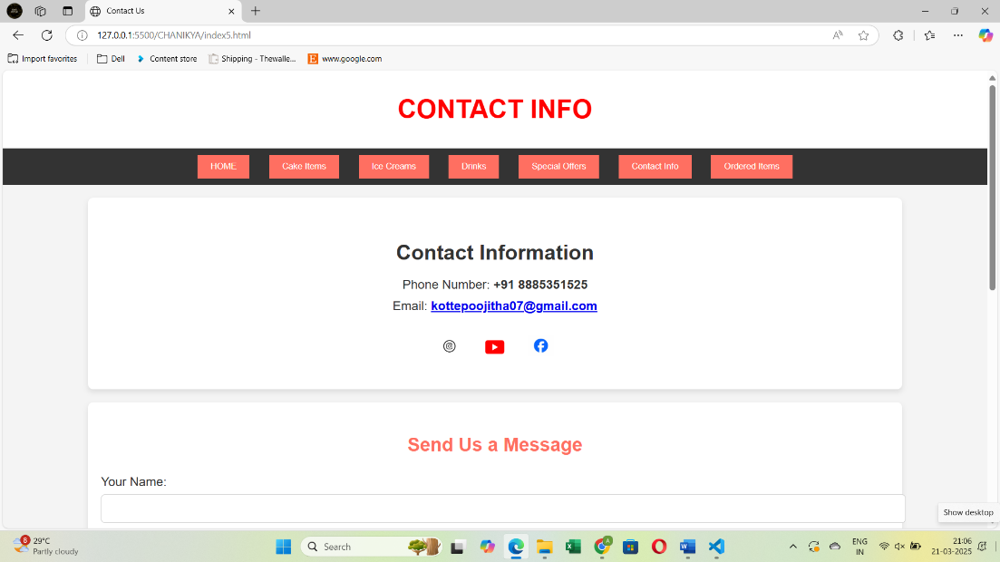 Contact Us
127.0.0.1:5500/CHANIKYA/index5.html
Import favorites Dell Content store Shipping - Thewalle... www.google.com
CONTACT INFO
HOME Cake Items Ice Creams Drinks Special Offers Contact Info Ordered Items
Contact Information
Phone Number: +91 8885351525
Email: kottepoojitha07@gmail.com
Send Us a Message
Your Name:
Show desktop
8 29°C
Partly cloudy
Search
ENG
IN
21:06
21-03-2025